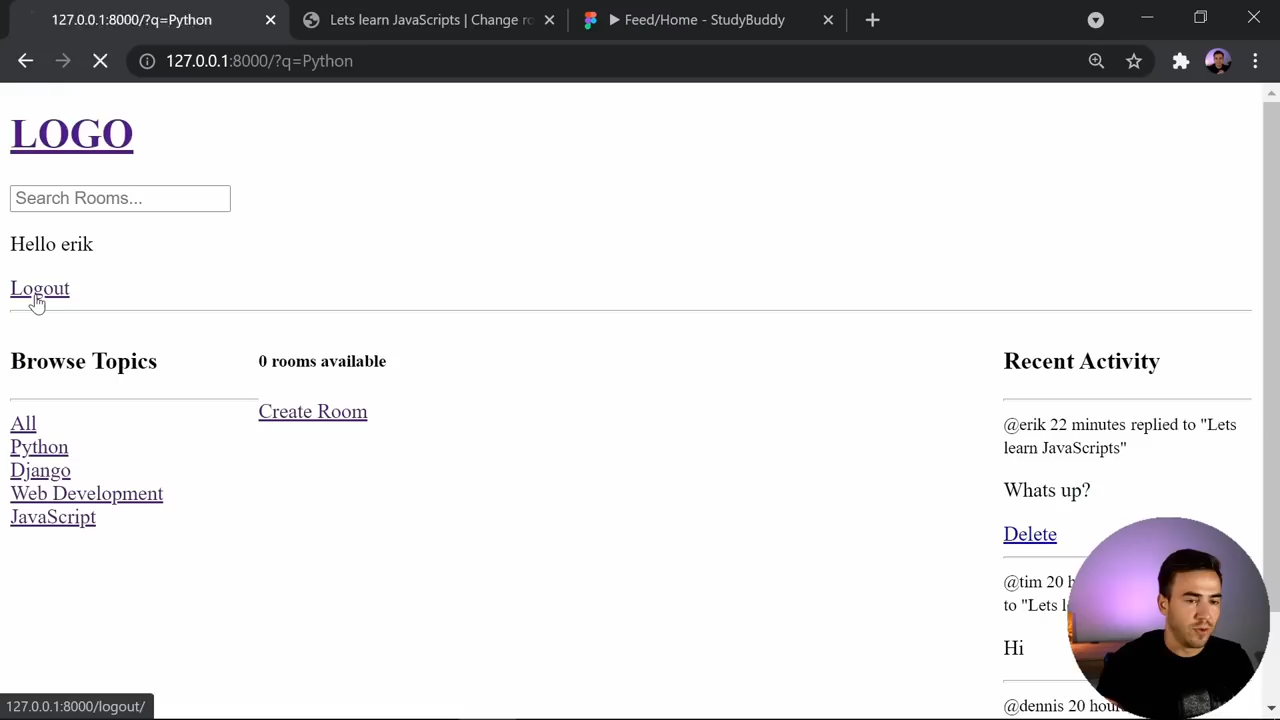 127.0.0.1:8000/?q=Python
Lets learn JavaScripts | Change ro
Feed/Home - StudyBuddy
127.0.0.1:8000/?q=Python
LOGO
Search Rooms...
Hello erik
Logout
Browse Topics
0 rooms available
Recent Activity
All
Create Room
Python
Django
Web Development
JavaScript
@erik 22 minutes replied to "Lets
learn JavaScripts"
Whats up?
Delete
@tim 20 h
to "Lets l
Hi
@dennis 20 hou
127.0.0.1:8000/logout/